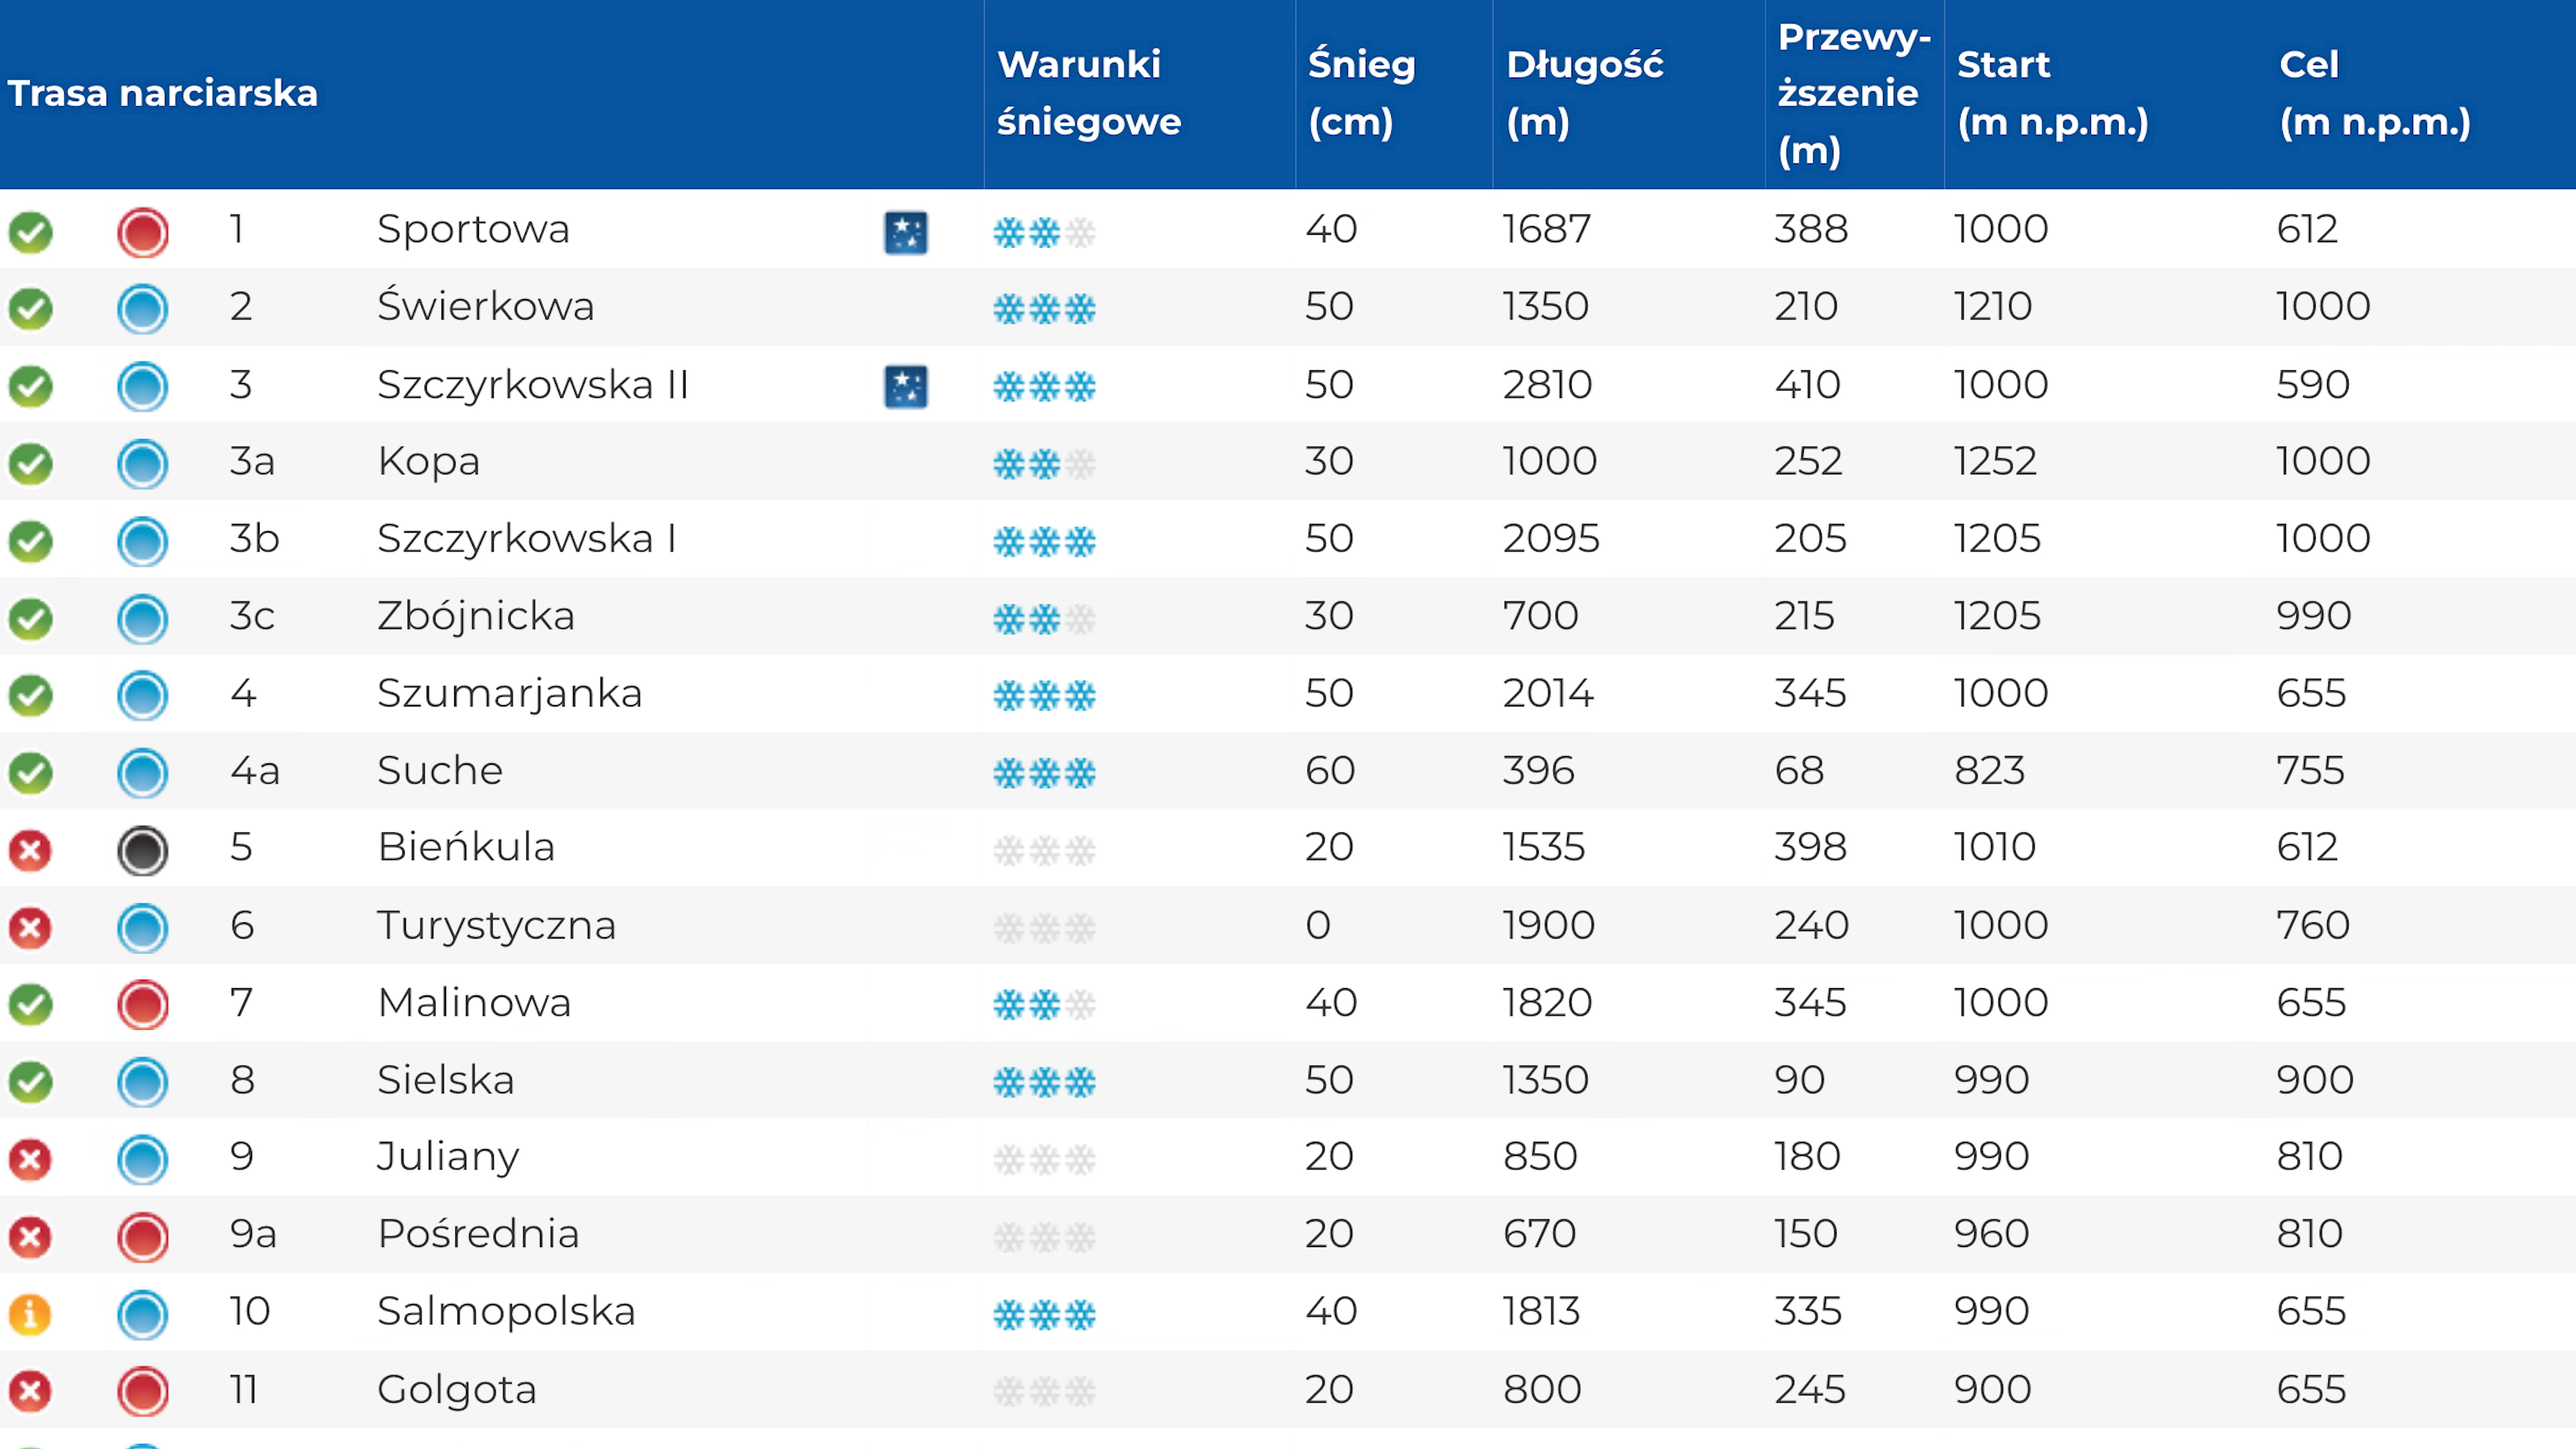 Trasa narciarska Warunki śniegowe Śnieg (cm) Długość (m) Przewy-ższenie (m) Start (m n.p.m.) Cel (m n.p.m.)
1 Sportowa 40 1687 388 1000 612
2 Świerkowa 50 1350 210 1210 1000
3 Szczyrkowska II 50 2810 410 1000 590
3a Kopa 30 1000 252 1252 1000
3b Szczyrkowska I 50 2095 205 1205 1000
3c Zbójnicka 30 700 215 1205 990
4 Szumarjanka 50 2014 345 1000 655
4a Suche 60 396 68 823 755
5 Bieńkula 20 1535 398 1010 612
6 Turystyczna 0 1900 240 1000 760
7 Malinowa 40 1820 345 1000 655
8 Sielska 50 1350 90 990 900
9 Juliany 20 850 180 990 810
9a Pośrednia 20 670 150 960 810
10 Salmopolska 40 1813 335 990 655
11 Golgota 20 800 245 900 655